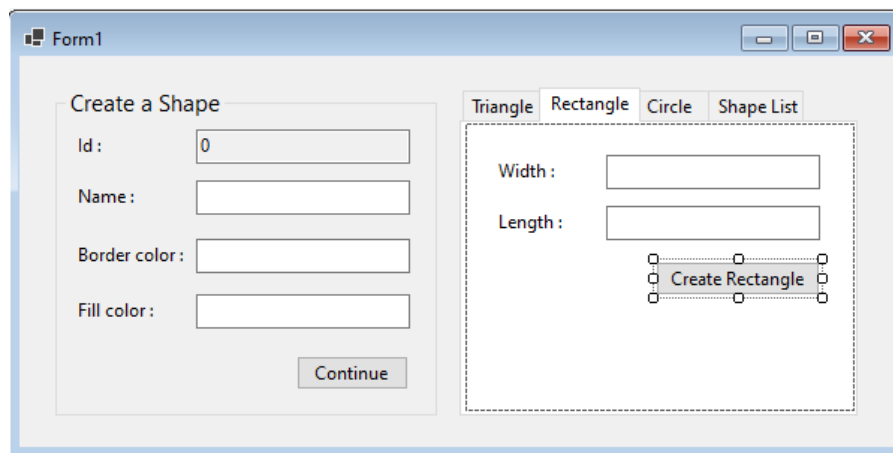 Form1
Create a Shape
Id :
0
Name :
Border color :
Fill color :
Continue
Triangle Rectangle Circle Shape List
Width :
Length :
Create Rectangle